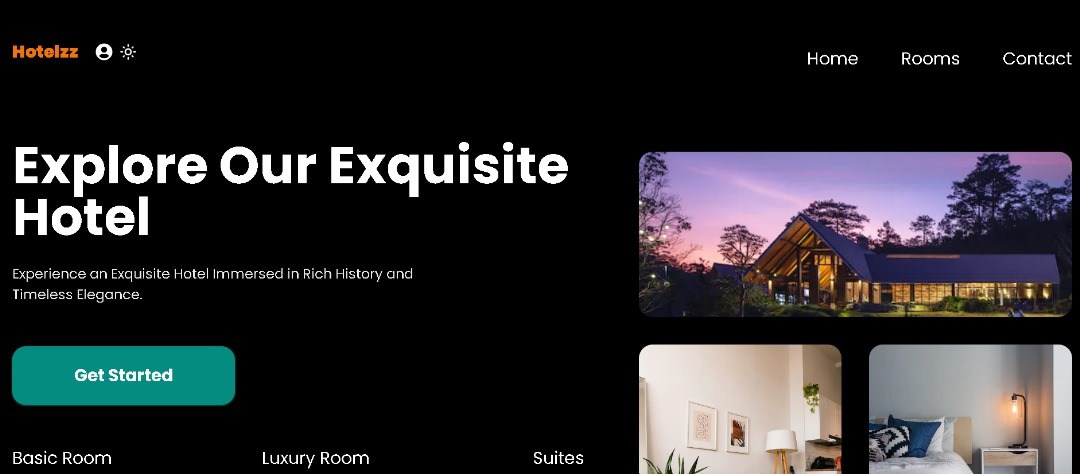 Hotelzz
Home Rooms Contact
Explore Our Exquisite
Hotel
Experience an Exquisite Hotel Immersed in Rich History and
Timeless Elegance.
Get Started
Basic Room Luxury Room Suites